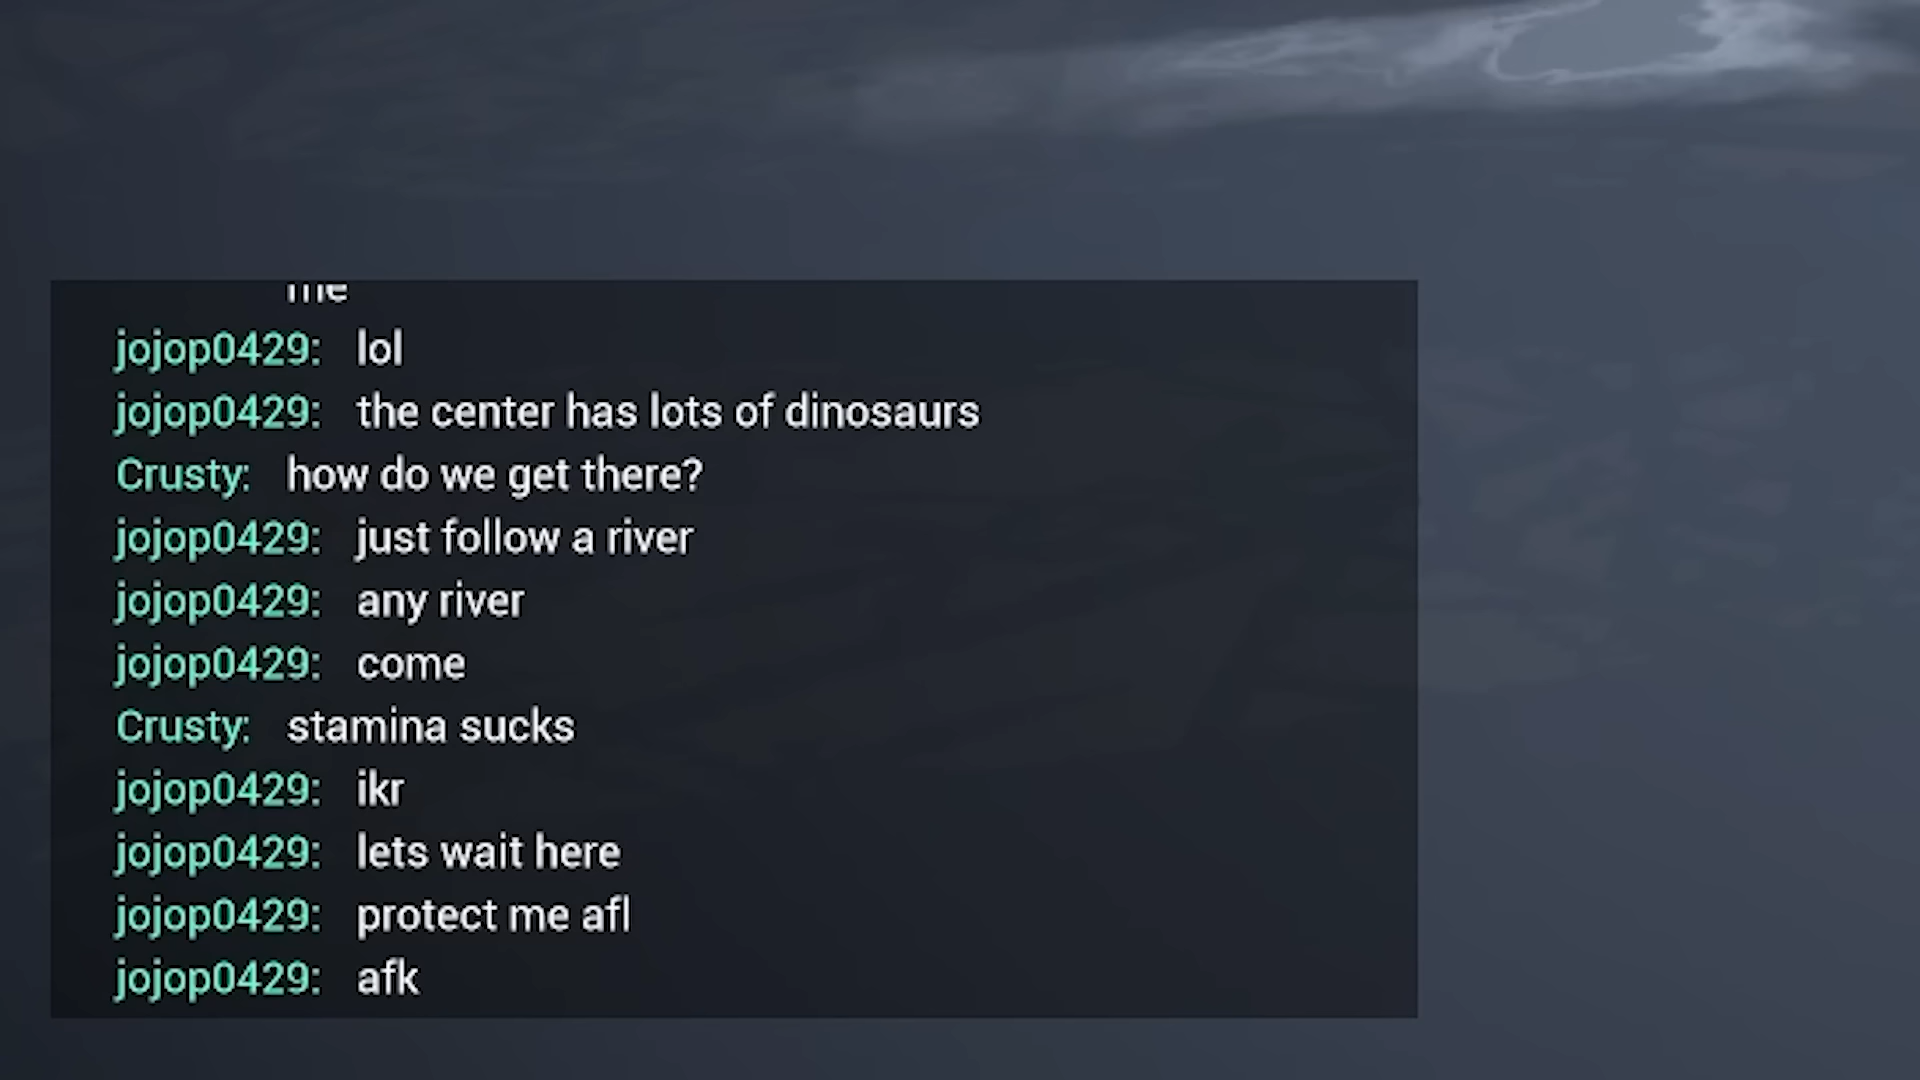 me
jojop0429: lol
jojop0429: the center has lots of dinosaurs
Crusty: how do we get there?
jojop0429: just follow a river
jojop0429: any river
jojop0429: come
Crusty: stamina sucks
jojop0429: ikr
jojop0429: lets wait here
jojop0429: protect me afl
jojop0429: afk